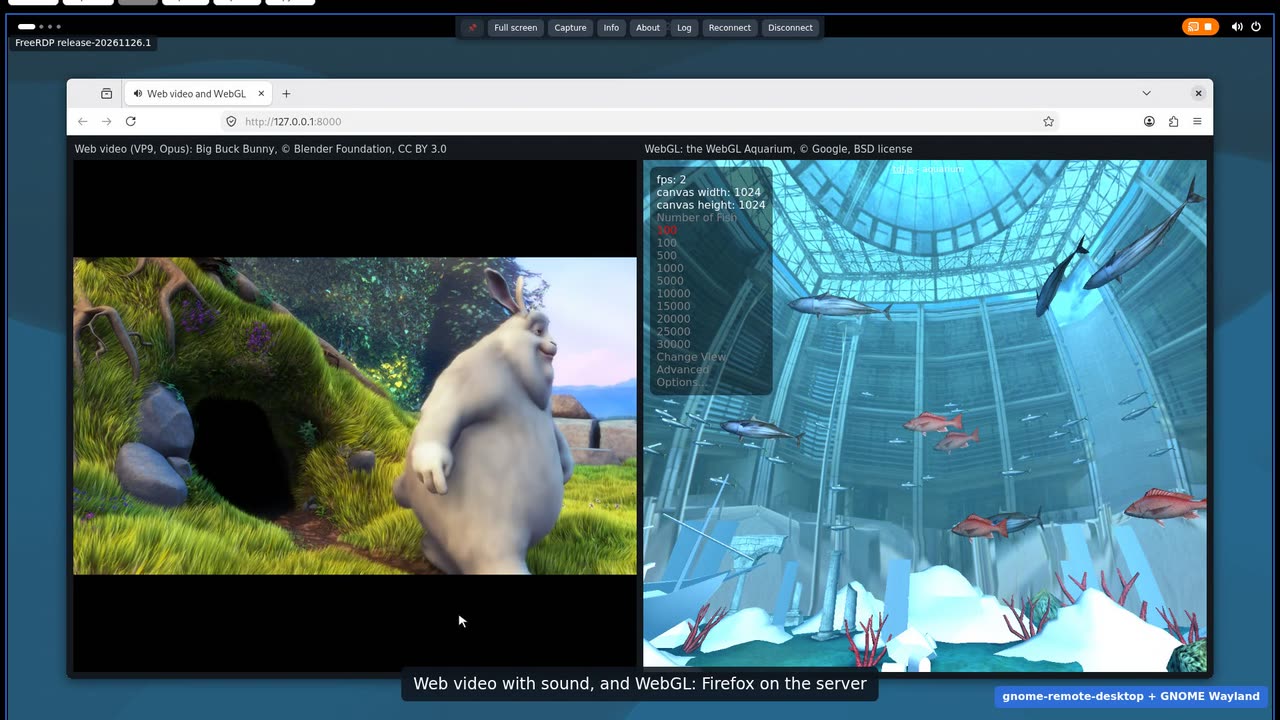 Full screen
Capture
Info
About
Log
Reconnect
Disconnect
FreeRDP release-20261126.1
Web video and WebGL
http://127.0.0.1:8000
Web video (VP9, Opus): Big Buck Bunny, © Blender Foundation, CC BY 3.0
WebGL: the WebGL Aquarium, © Google, BSD license
fps: 2
canvas width: 1024
canvas height: 1024
Number of Fish
100
500
1000
5000
10000
15000
20000
25000
30000
Change View
Advanced
Options...
Web video with sound, and WebGL: Firefox on the server
gnome-remote-desktop + GNOME Wayland